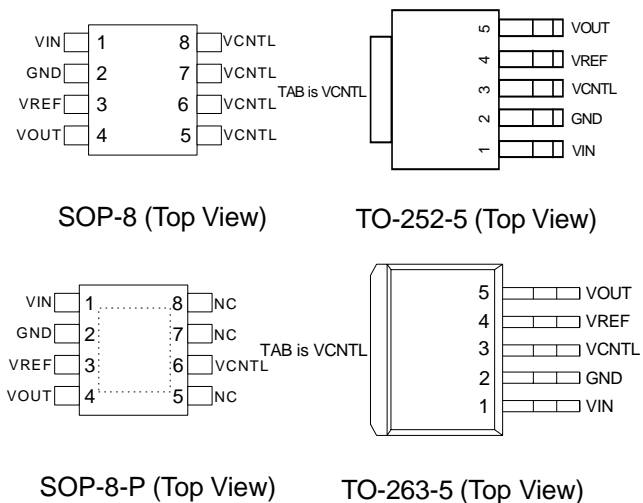 VIN 1 8 VCNTL
GND 2 7 VCNTL
VREF 3 6 VCNTL
VOUT 4 5 VCNTL
SOP-8 (Top View)
TAB is VCNTL
5 VOUT
4 VREF
3 VCNTL
2 GND
1 VIN
TO-252-5 (Top View)
VIN 1 8 NC
GND 2 7 NC
VREF 3 6 VCNTL
VOUT 4 5 NC
SOP-8-P (Top View)
TAB is VCNTL
5 VOUT
4 VREF
3 VCNTL
2 GND
1 VIN
TO-263-5 (Top View)